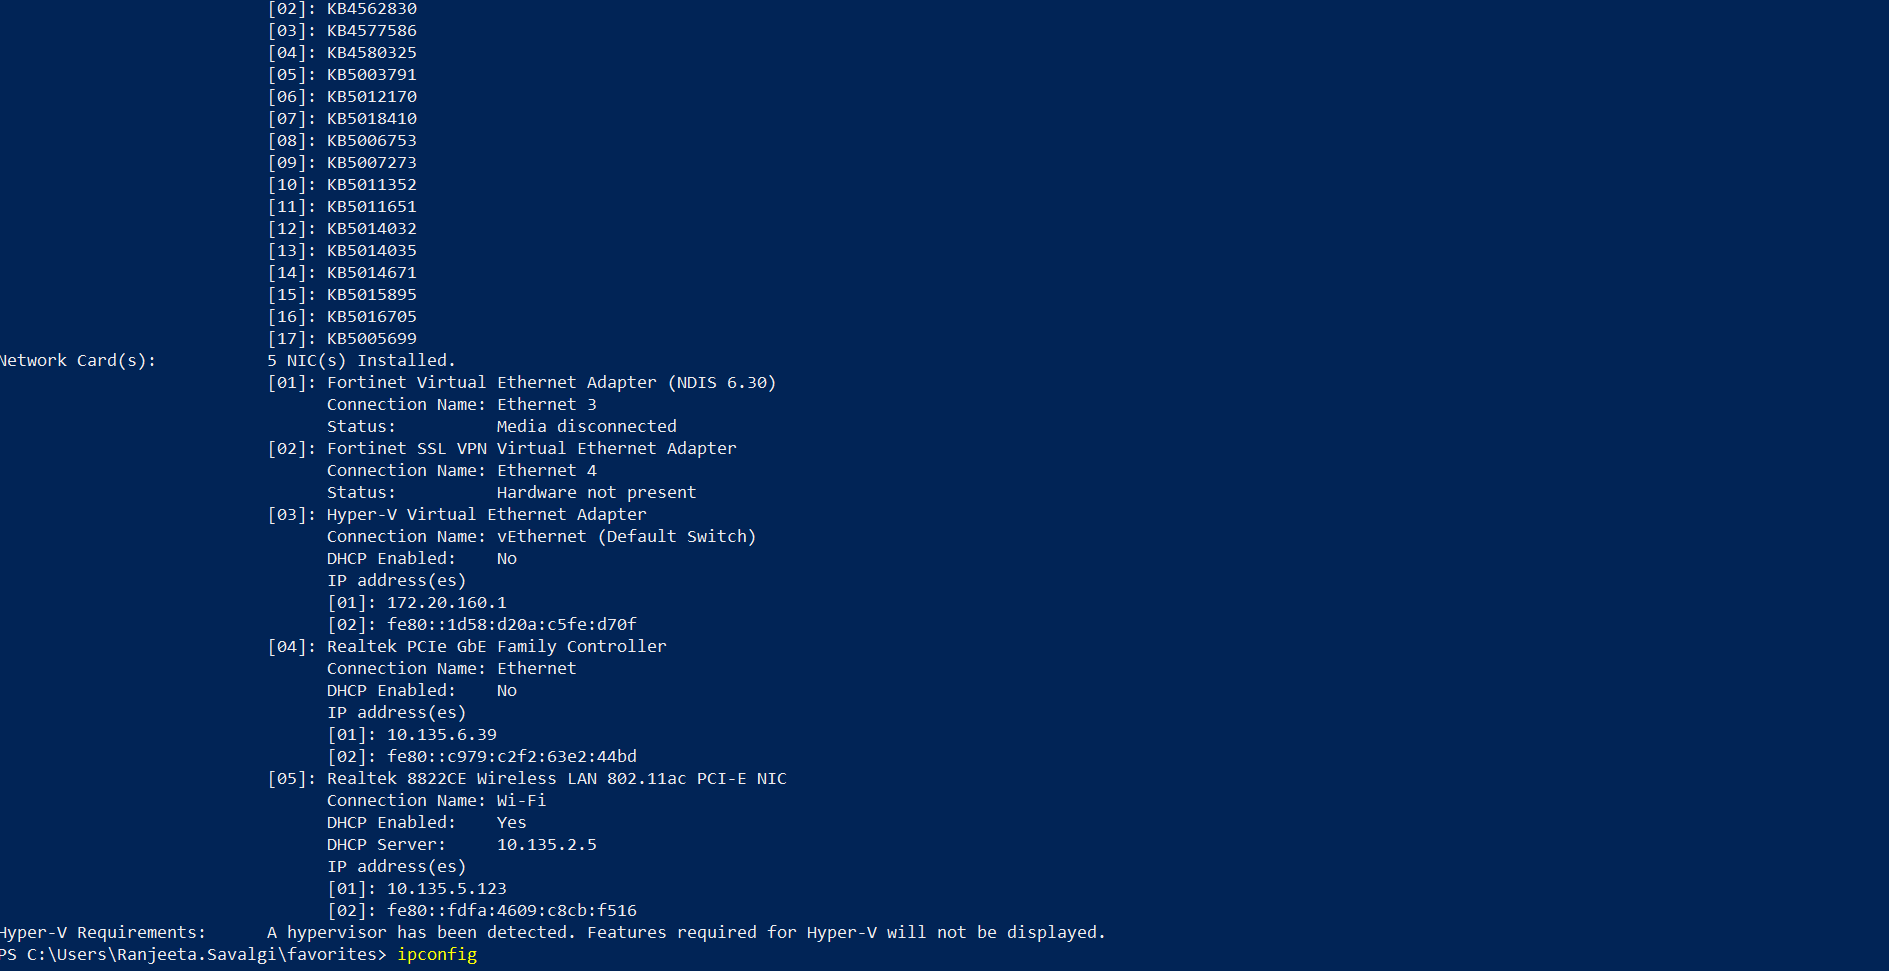 [02]: KB4562830
[03]: KB4577586
[04]: KB4580325
[05]: KB5003791
[06]: KB5012170
[07]: KB5018410
[08]: KB5006753
[09]: KB5007273
[10]: KB5011352
[11]: KB5011651
[12]: KB5014032
[13]: KB5014035
[14]: KB5014671
[15]: KB5015895
[16]: KB5016705
[17]: KB5005699
Network Card(s): 5 NIC(s) Installed.
[01]: Fortinet Virtual Ethernet Adapter (NDIS 6.30)
Connection Name: Ethernet 3
Status: Media disconnected
[02]: Fortinet SSL VPN Virtual Ethernet Adapter
Connection Name: Ethernet 4
Status: Hardware not present
[03]: Hyper-V Virtual Ethernet Adapter
Connection Name: vEthernet (Default Switch)
DHCP Enabled: No
IP address(es)
[01]: 172.20.160.1
[02]: fe80::1d58:d20a:c5fe:d70f
[04]: Realtek PCIe GbE Family Controller
Connection Name: Ethernet
DHCP Enabled: No
IP address(es)
[01]: 10.135.6.39
[02]: fe80::c979:c2f2:63e2:44bd
[05]: Realtek 8822CE Wireless LAN 802.11ac PCI-E NIC
Connection Name: Wi-Fi
DHCP Enabled: Yes
DHCP Server: 10.135.2.5
IP address(es)
[01]: 10.135.5.123
[02]: fe80::fdfa:4609:c8cb:f516
Hyper-V Requirements: A hypervisor has been detected. Features required for Hyper-V will not be displayed.
PS C:\Users\Ranjeeta.Savalgi\favorites> ipconfig